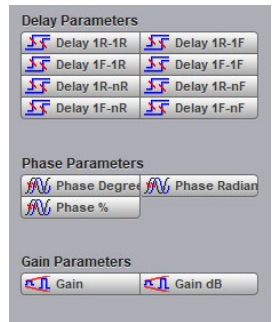 Delay Parameters
Delay 1R-1R Delay 1R-1F
Delay 1F-1R Delay 1F-1F
Delay 1R-nR Delay 1R-nF
Delay 1F-nR Delay 1F-nF
Phase Parameters
Phase Degree Phase Radian
Phase %
Gain Parameters
Gain Gain dB